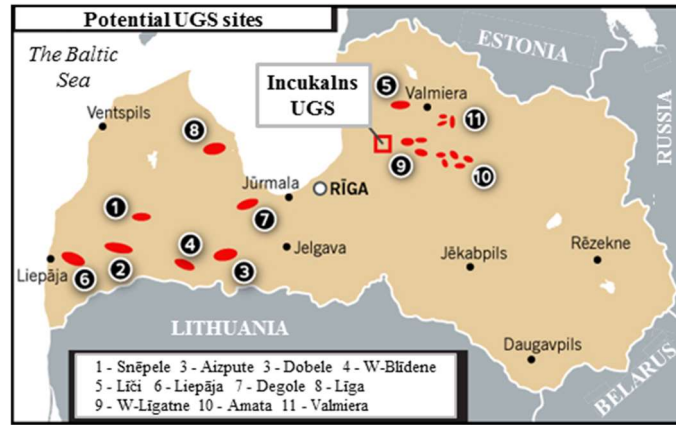 Potential UGS sites
The Baltic
Sea
ESTONIA
RUSSIA
Incukalns
UGS
5
Valmiera
11
Ventspils
8
9
10
Jūrmala
RĪGA
1
7
4
Jelgava
Jēkabpils
Rēzekne
Liepāja
6
2
3
LITHUANIA
Daugavpils
BELARUS
1 - Snēpele 3 - Aizpute 3 - Dobele 4 - W-Blīdene
5 - Līči 6 - Liepāja 7 - Degole 8 - Līga
9 - W-Līgatne 10 - Amata 11 - Valmiera